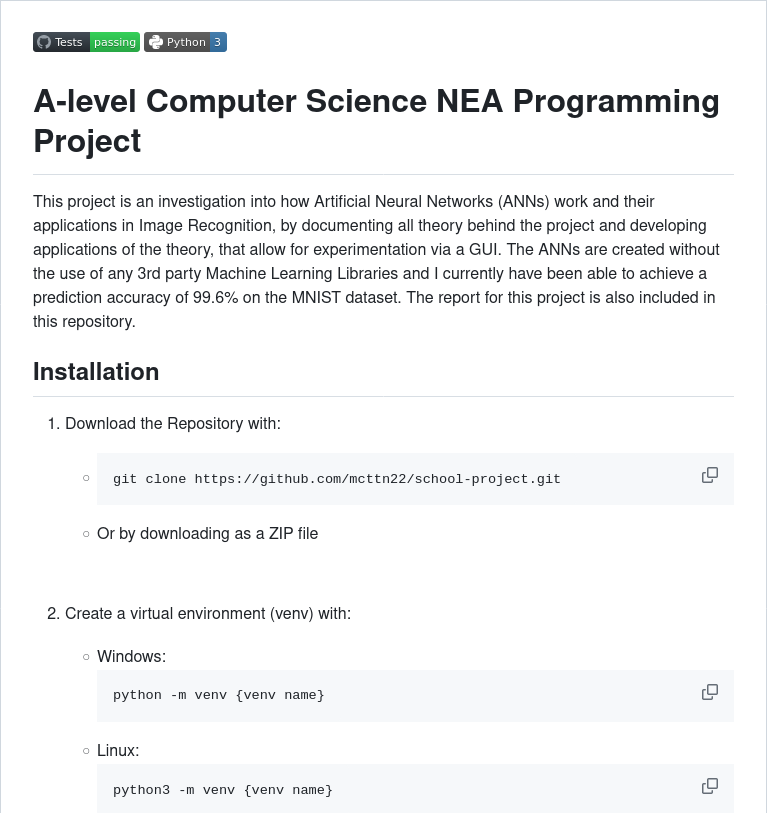 Tests passing Python 3
A-level Computer Science NEA Programming
Project
This project is an investigation into how Artificial Neural Networks (ANNs) work and their
applications in Image Recognition, by documenting all theory behind the project and developing
applications of the theory, that allow for experimentation via a GUI. The ANNs are created without
the use of any 3rd party Machine Learning Libraries and I currently have been able to achieve a
prediction accuracy of 99.6% on the MNIST dataset. The report for this project is also included in
this repository.
Installation
1. Download the Repository with:
○ git clone https://github.com/mcttn22/school-project.git
○ Or by downloading as a ZIP file
2. Create a virtual environment (venv) with:
○ Windows:
python -m venv {venv name}
○ Linux:
python3 -m venv {venv name}